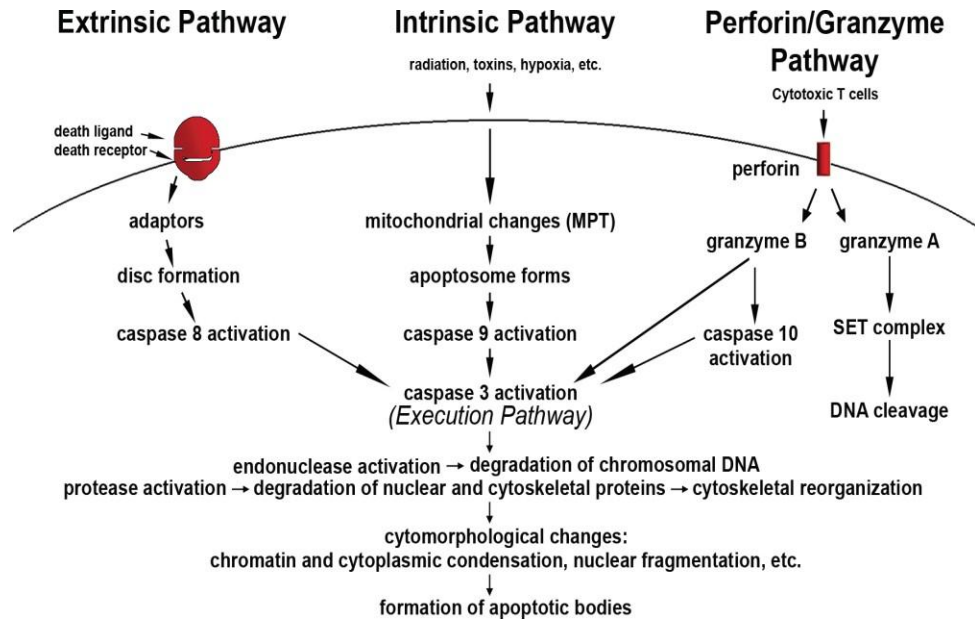 Extrinsic Pathway
Intrinsic Pathway
Perforin/Granzyme
Pathway
radiation, toxins, hypoxia, etc.
Cytotoxic T cells
death ligand
death receptor
perforin
adaptors
mitochondrial changes (MPT)
granzyme B
granzyme A
disc formation
apoptosome forms
caspase 8 activation
caspase 9 activation
caspase 10
activation
SET complex
caspase 3 activation
(Execution Pathway)
DNA cleavage
endonuclease activation → degradation of chromosomal DNA
protease activation → degradation of nuclear and cytoskeletal proteins → cytoskeletal reorganization
cytomorphological changes:
chromatin and cytoplasmic condensation, nuclear fragmentation, etc.
formation of apoptotic bodies